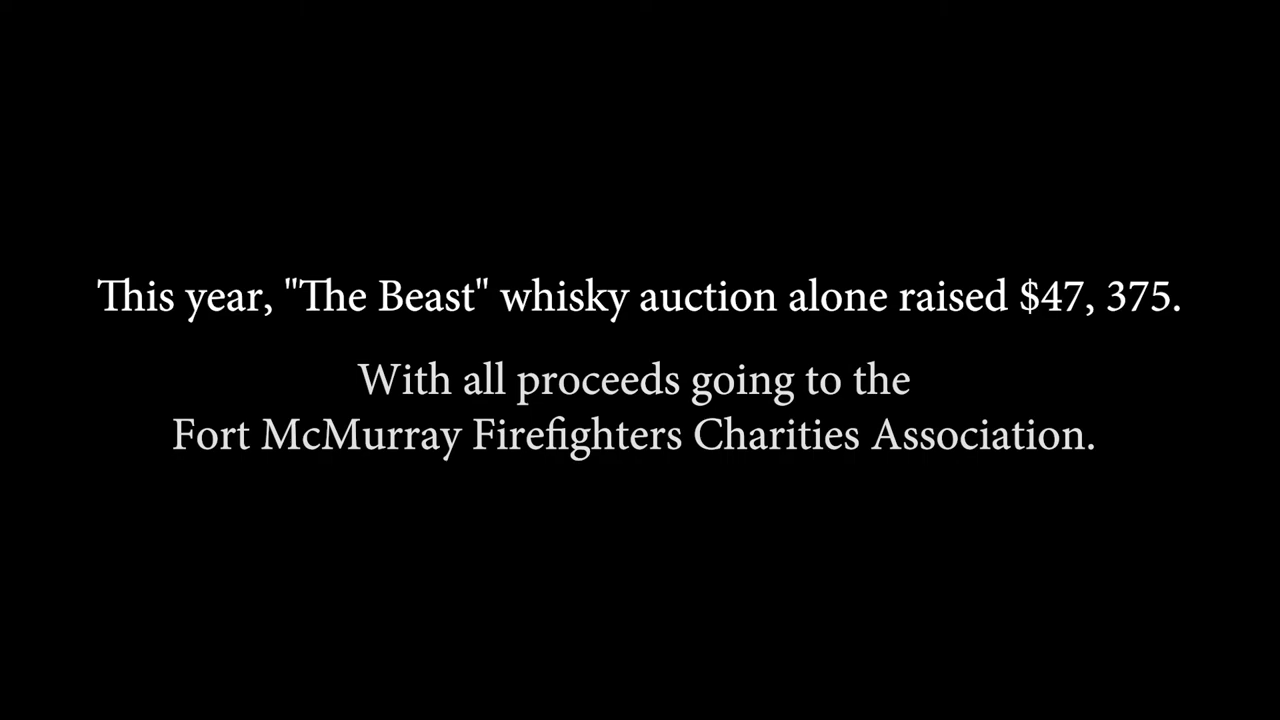 This year, "The Beast" whisky auction alone raised $47, 375.
With all proceeds going to the
Fort McMurray Firefighters Charities Association.